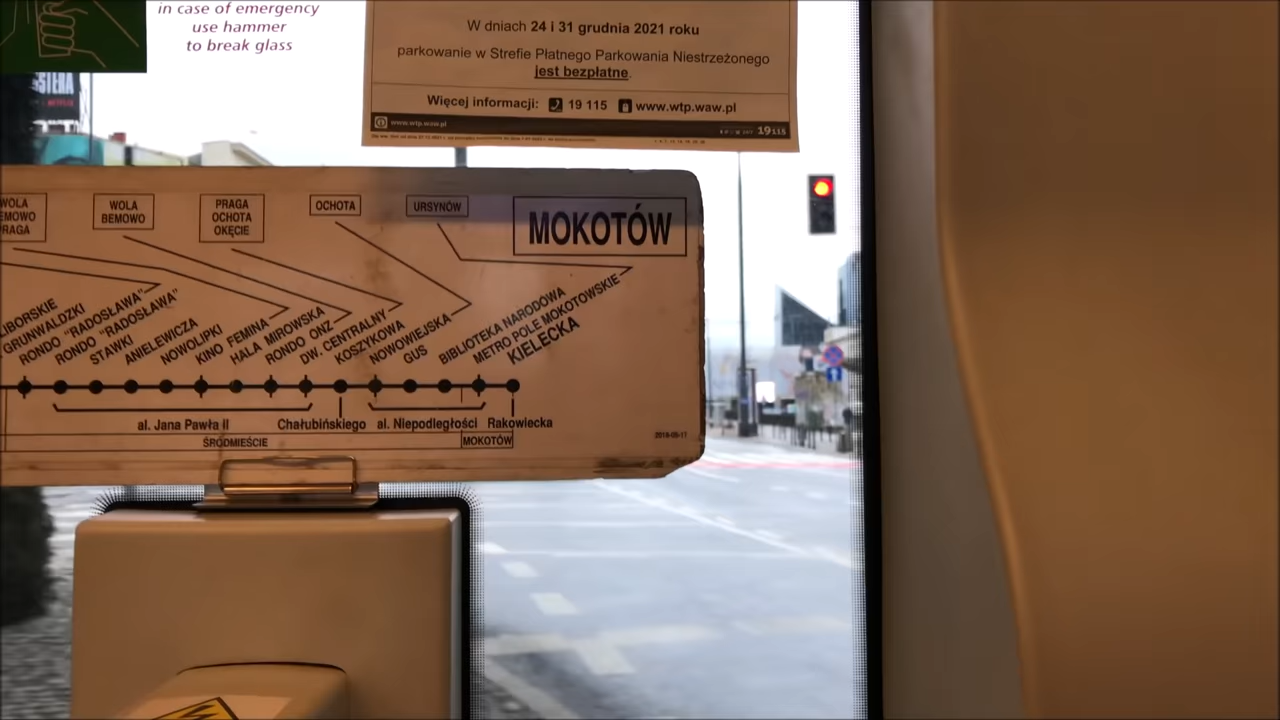 in case of emergency
use hammer
to break glass
W dniach 24 i 31 grudnia 2021 roku
parkowanie w Strefie Płatnego Parkowania Niestrzeżonego
jest bezpłatne.
Więcej informacji: 19 115 www.wtp.waw.pl
www.wtp.waw.pl
19115
NETFLIX
WOLA
BEMOWO
PRAGA
WOLA
BEMOWO
PRAGA
OCHOTA
OKĘCIE
OCHOTA
URSYNÓW
MOKOTÓW
GRUNWALDZKI
RONDO "RADOSŁAWA"
RONDO "RADOSŁAWA"
STAWKI
ANIELEWICZA
NOWOLIPKI
KINO FEMINA
HALA MIROWSKA
RONDO ONZ
DW. CENTRALNY
KOSZYKOWA
NOWOWIEJSKA
GUS
BIBLIOTEKA NARODOWA
METRO POLE MOKOTOWSKIE
KIELECKA
al. Jana Pawła II
Chałubińskiego
al. Niepodległości
Rakowiecka
ŚRÓDMIEŚCIE
MOKOTÓW